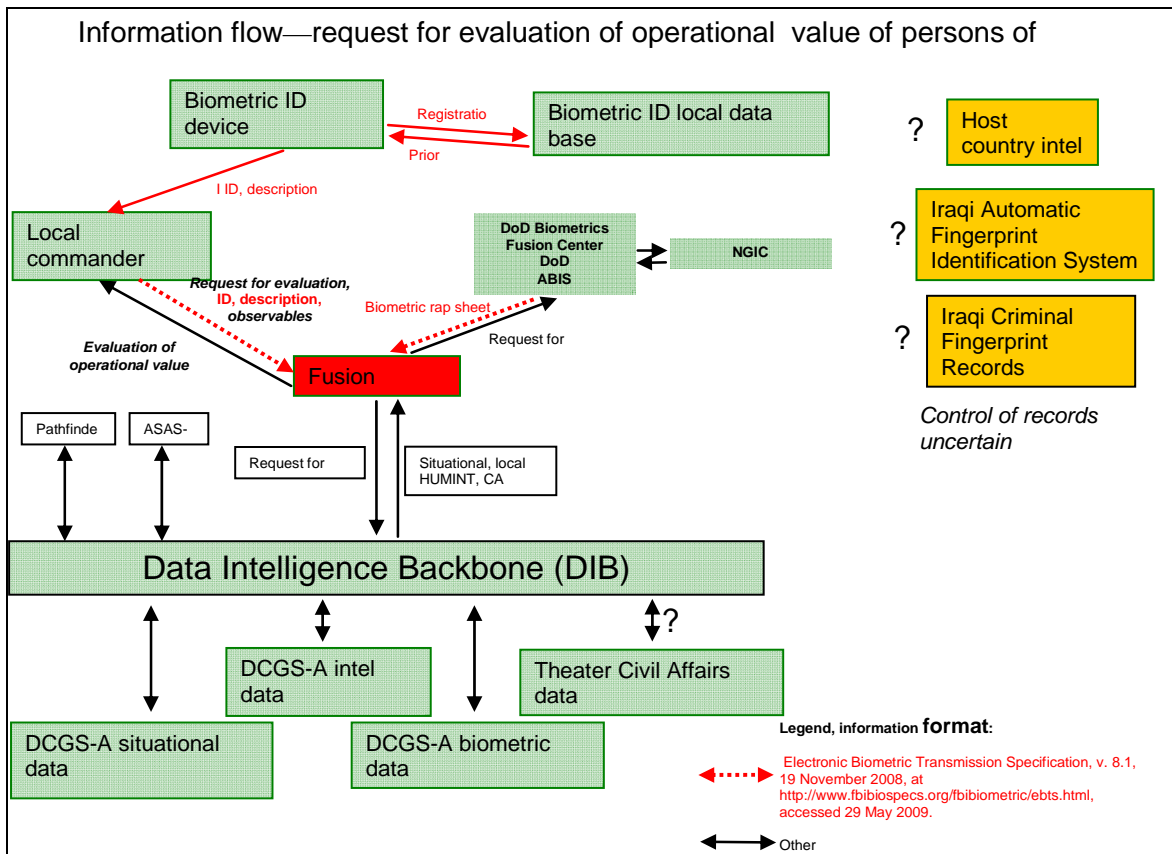 Information flow—request for evaluation of operational  value of persons of
Biometric ID
device
Registratio
Prior
Biometric ID local data
base
?
Host
country intel
I ID, description
Local
commander
DoD Biometrics
Fusion Center
DoD
ABIS
NGIC
?
Iraqi Automatic
Fingerprint
Identification System
Request for evaluation,
ID, description,
observables
Biometric rap sheet
Request for
Evaluation of
operational value
Fusion
?
Iraqi Criminal
Fingerprint
Records
Control of records
uncertain
Pathfinde
ASAS-
Request for
Situational, local
HUMINT, CA
Data Intelligence Backbone (DIB)
?
DCGS-A intel
data
Theater Civil Affairs
data
DCGS-A situational
data
DCGS-A biometric
data
Legend, information format:
Electronic Biometric Transmission Specification, v. 8.1,
19 November 2008, at
http://www.fbibiospecs.org/fbibiometric/ebts.html,
accessed 29 May 2009.
Other